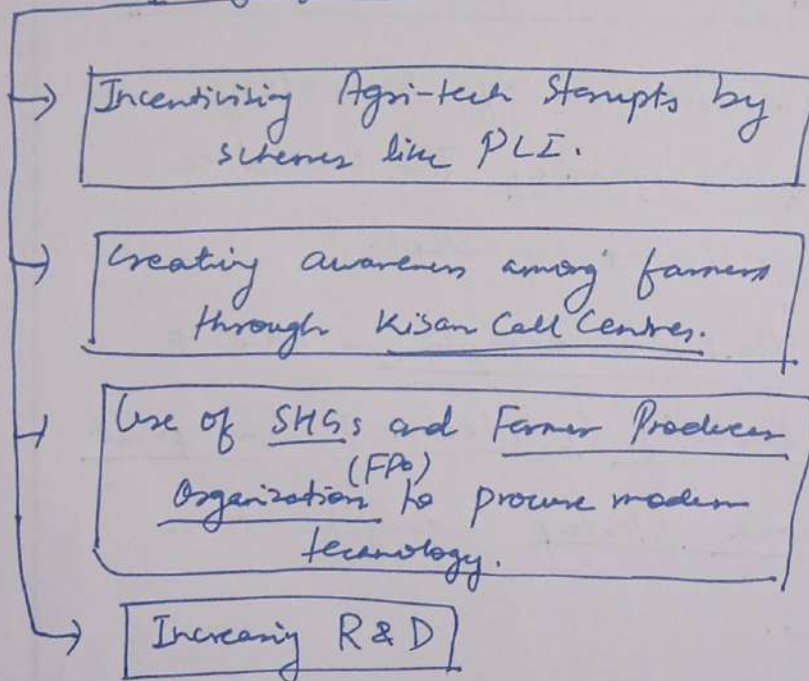 Incentivising Agri-tech Starupts by
schemes like PLI.
Creating awareness among farmers
through Kisan Call Centres.
Use of SHGs and Farmer Producer
(FPO)
Organization to procure modern
technology.
Increasing R & D